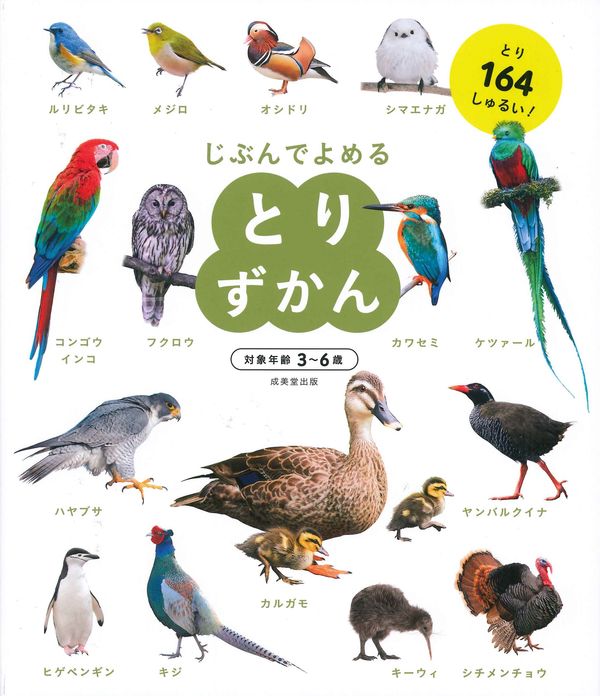 ルリビタキ
メジロ
オシドリ
シマエナガ
とり
164
しゅるい!
じぶんでよめる
とり
ずかん
コンゴウ
インコ
フクロウ
カワセミ
ケツァール
対象年齢 3〜6歳
成美堂出版
ハヤブサ
ヤンバルクイナ
カルガモ
ヒゲペンギン
キジ
キーウィ
シチメンチョウ